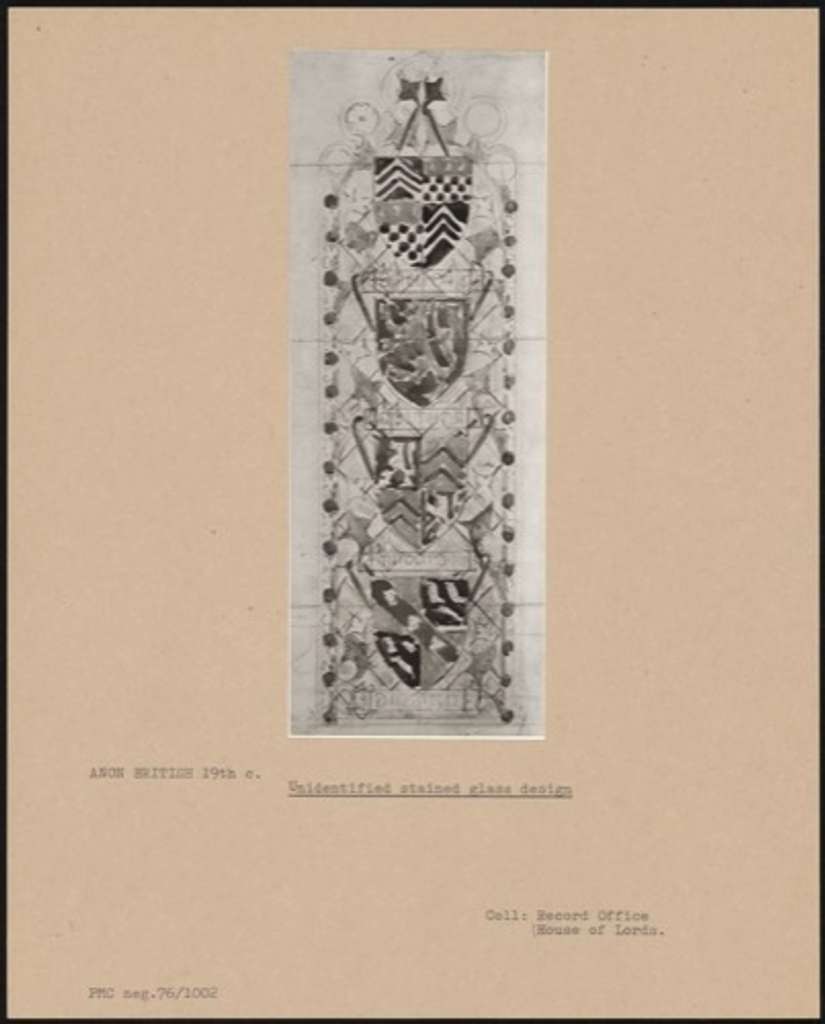 ANON BRITISH 19th c.
Unidentified stained glass design
Coll: Record Office
(House of Lords.
PMC neg.76/1002